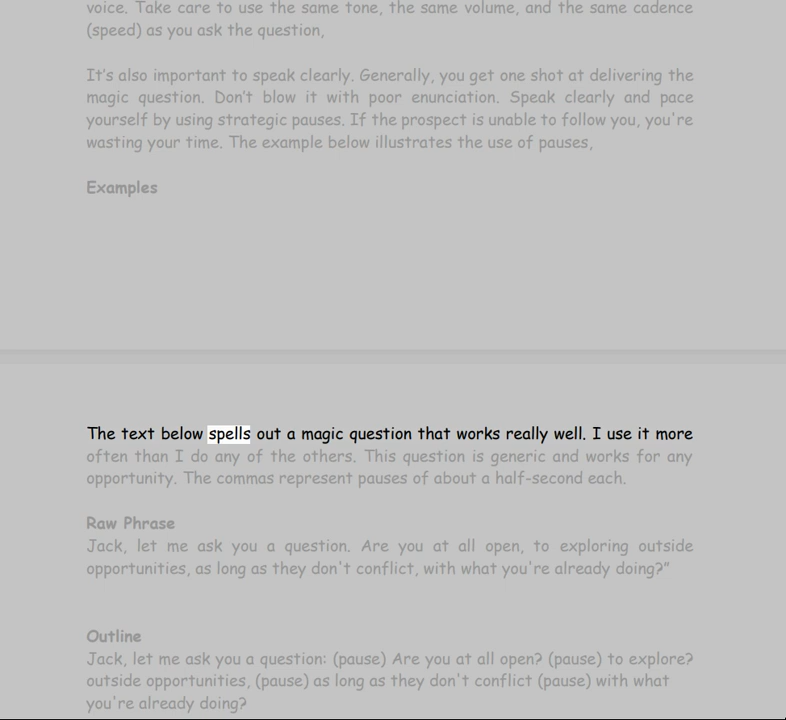 voice. Take care to use the same tone, the same volume, and the same cadence
(speed) as you ask the question,
It's also important to speak clearly. Generally, you get one shot at delivering the
magic question. Don't blow it with poor enunciation. Speak clearly and pace
yourself by using strategic pauses. If the prospect is unable to follow you, you're
wasting your time. The example below illustrates the use of pauses,
Examples
The text below spells out a magic question that works really well. I use it more
often than I do any of the others. This question is generic and works for any
opportunity. The commas represent pauses of about a half-second each.
Raw Phrase
Jack, let me ask you a question. Are you at all open, to exploring outside
opportunities, as long as they don't conflict, with what you're already doing?"
Outline
Jack, let me ask you a question: (pause) Are you at all open? (pause) to explore?
outside opportunities, (pause) as long as they don't conflict (pause) with what
you're already doing?